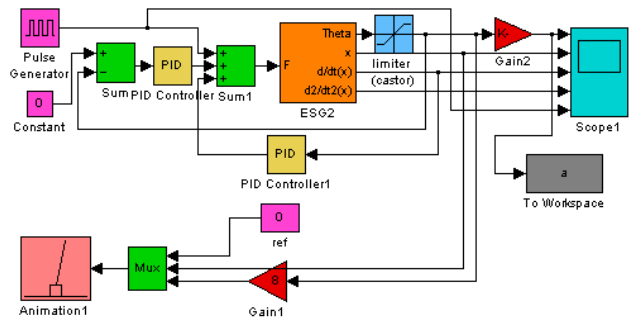 Pulse
Generator
0
Constant
Sum
PID
PID Controller
Sum1
F
Theta
x
d/dt(x)
d2/dt2(x)
ESG2
limiter
(castor)
K-
Gain2
Scope1
PID
PID Controller1
a
To Workspace
0
ref
Mux
Animation1
Gain1